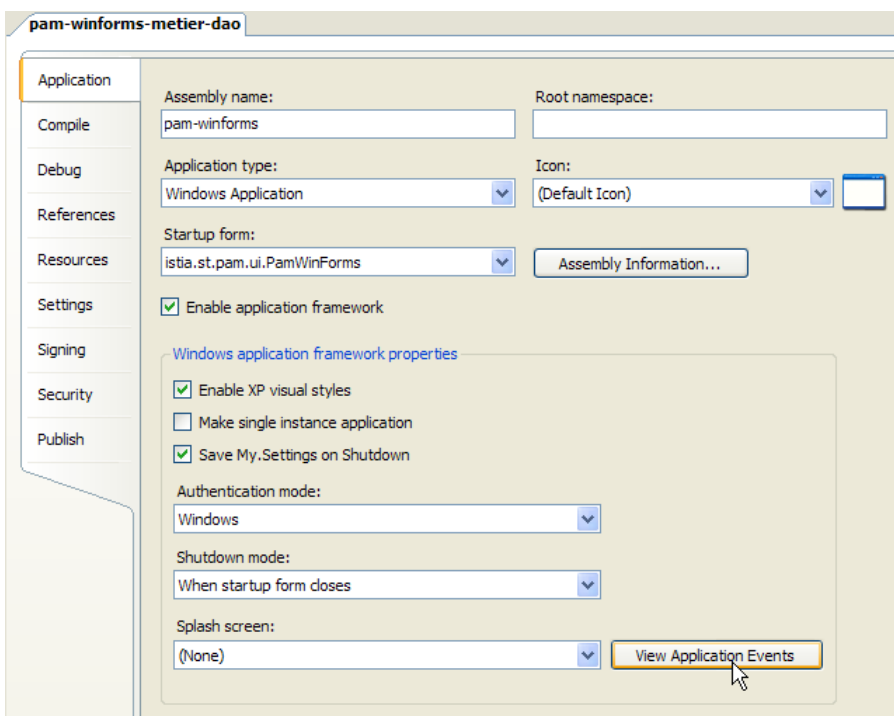 pam-winforms-metier-dao
Application
Compile
Debug
References
Resources
Settings
Signing
Security
Publish
Assembly name:
Root namespace:
pam-winforms
Application type:
Icon:
Windows Application
(Default Icon)
Startup form:
istia.st.pam.ui.PamWinForms
Assembly Information...
Enable application framework
Windows application framework properties
Enable XP visual styles
Make single instance application
Save My.Settings on Shutdown
Authentication mode:
Windows
Shutdown mode:
When startup form closes
Splash screen:
(None)
View Application Events